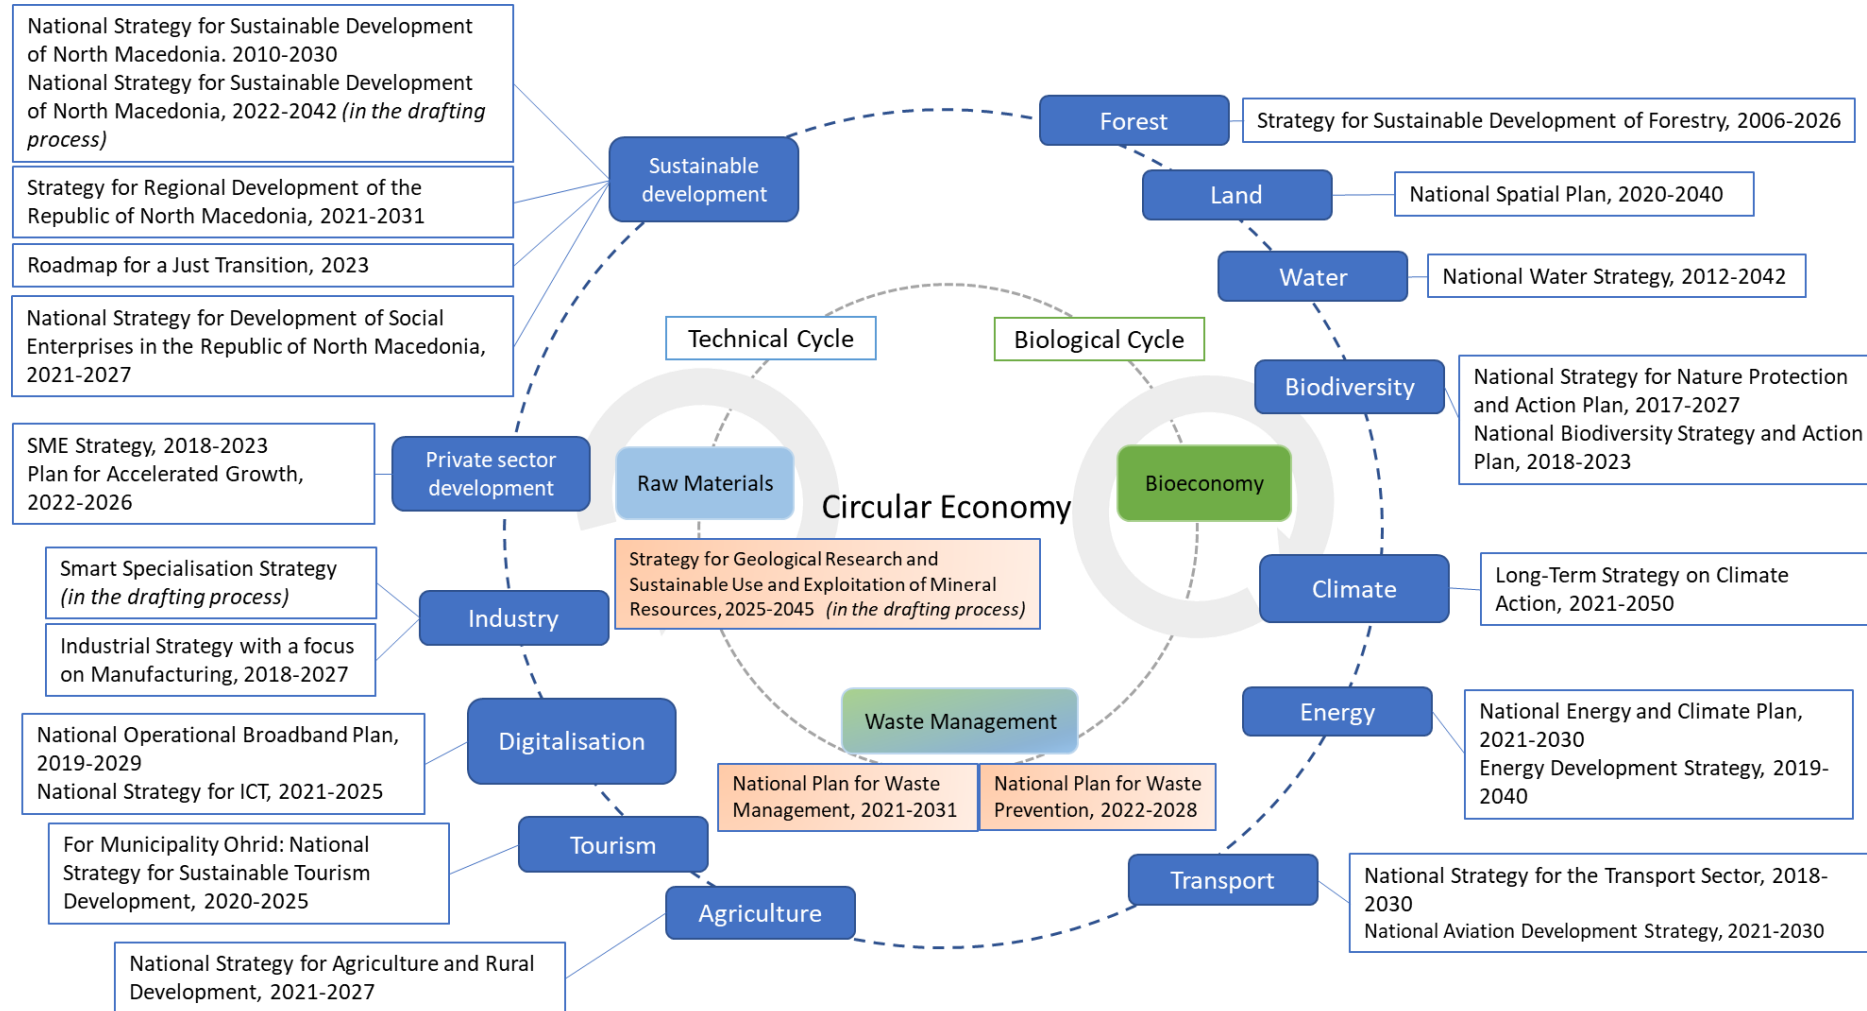 National Strategy for Sustainable Development
of North Macedonia. 2010-2030
National Strategy for Sustainable Development
of North Macedonia, 2022-2042 (in the drafting
process)
Strategy for Regional Development of the
Republic of North Macedonia, 2021-2031
Roadmap for a Just Transition, 2023
National Strategy for Development of Social
Enterprises in the Republic of North Macedonia,
2021-2027
Sustainable
development
SME Strategy, 2018-2023
Plan for Accelerated Growth,
2022-2026
Private sector
development
Smart Specialisation Strategy
(in the drafting process)
Industrial Strategy with a focus
on Manufacturing, 2018-2027
Industry
National Operational Broadband Plan,
2019-2029
National Strategy for ICT, 2021-2025
Digitalisation
For Municipality Ohrid: National
Strategy for Sustainable Tourism
Development, 2020-2025
Tourism
National Strategy for Agriculture and Rural
Development, 2021-2027
Agriculture
Technical Cycle
Biological Cycle
Raw Materials
Circular Economy
Bioeconomy
Strategy for Geological Research and
Sustainable Use and Exploitation of Mineral
Resources, 2025-2045 (in the drafting process)
Waste Management
National Plan for Waste
Management, 2021-2031
National Plan for Waste
Prevention, 2022-2028
Forest
Strategy for Sustainable Development of Forestry, 2006-2026
Land
National Spatial Plan, 2020-2040
Water
National Water Strategy, 2012-2042
Biodiversity
National Strategy for Nature Protection
and Action Plan, 2017-2027
National Biodiversity Strategy and Action
Plan, 2018-2023
Climate
Long-Term Strategy on Climate
Action, 2021-2050
Energy
National Energy and Climate Plan,
2021-2030
Energy Development Strategy, 2019-
2040
Transport
National Strategy for the Transport Sector, 2018-
2030
National Aviation Development Strategy, 2021-2030